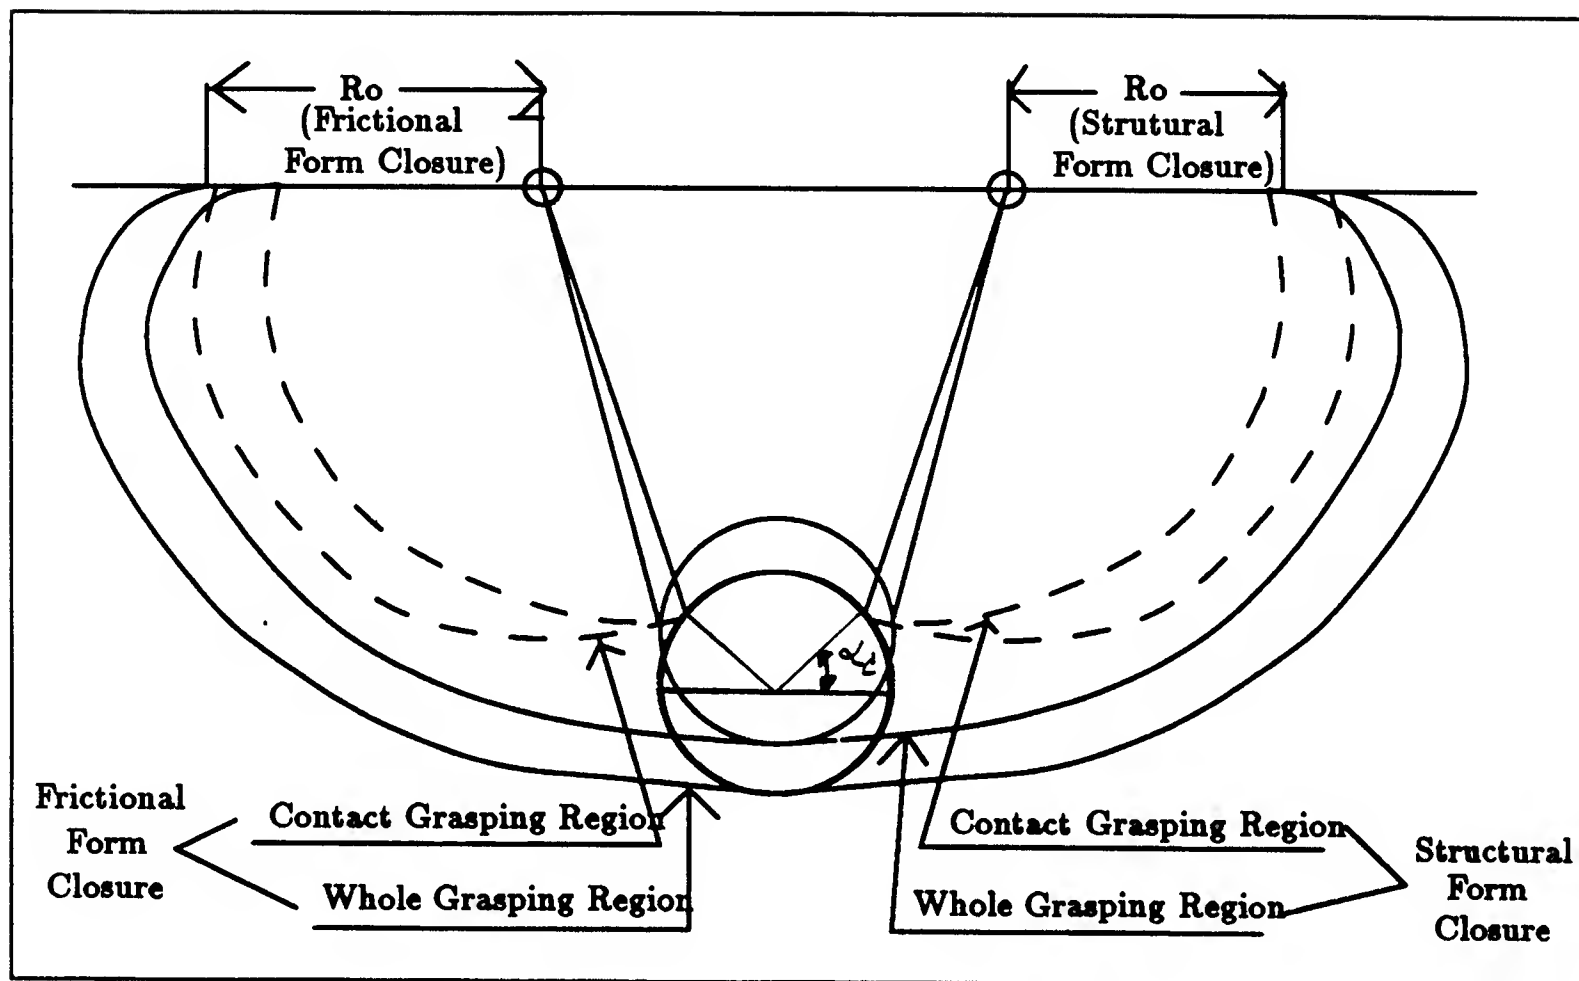 Ro
(Frictional
Form Closure)
Ro
(Strutural
Form Closure)
αc
Frictional
Form
Closure
Contact Grasping Region
Whole Grasping Region
Contact Grasping Region
Whole Grasping Region
Structural
Form
Closure